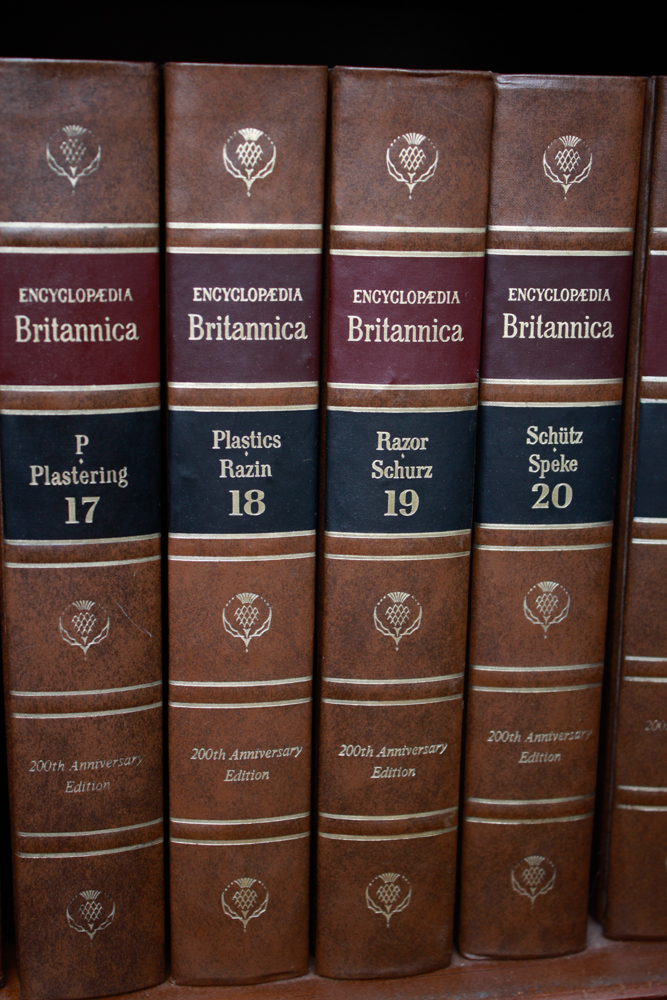 ENCYCLOPÆDIA
Britannica
P
Plastering
17
200th Anniversary
Edition
ENCYCLOPÆDIA
Britannica
Plastics
Razin
18
200th Anniversary
Edition
ENCYCLOPÆDIA
Britannica
Razor
Schurz
19
200th Anniversary
Edition
ENCYCLOPÆDIA
Britannica
Schütz
Speke
20
200th Anniversary
Edition